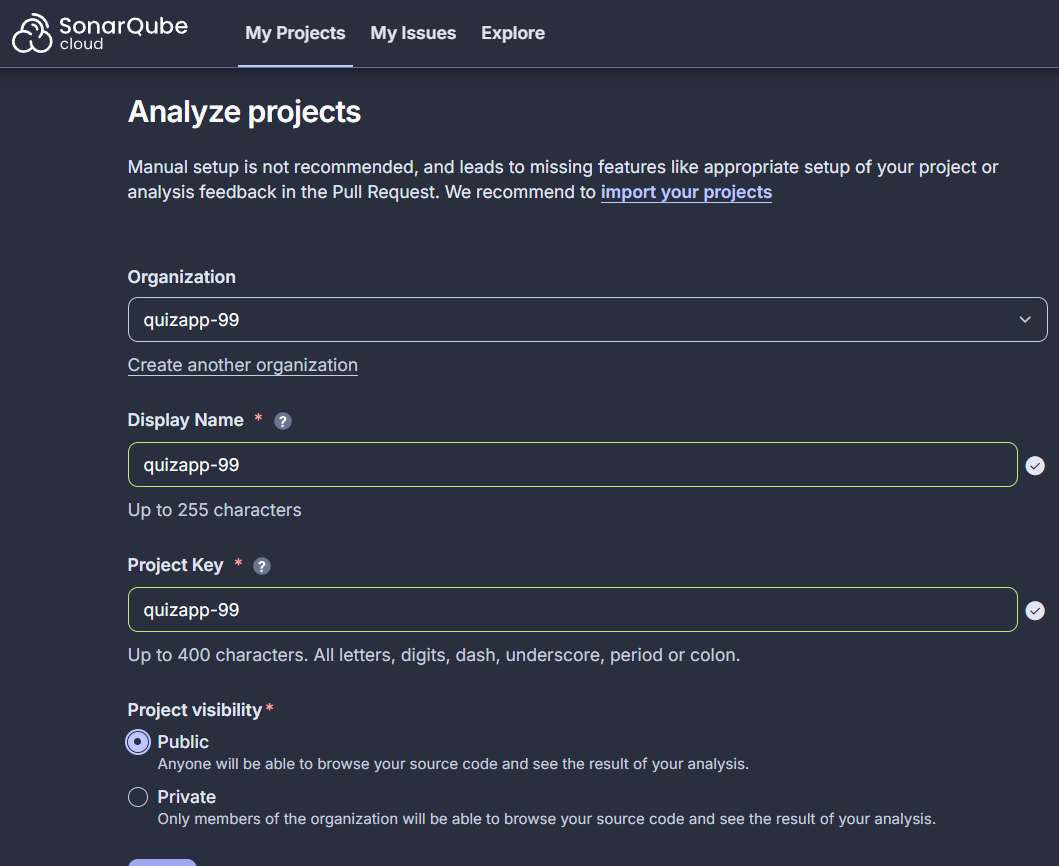 SonarQube
cloud
My Projects
My Issues
Explore
Analyze projects
Manual setup is not recommended, and leads to missing features like appropriate setup of your project or
analysis feedback in the Pull Request. We recommend to import your projects
Organization
quizapp-99
Create another organization
Display Name * ?
quizapp-99
Up to 255 characters
Project Key * ?
quizapp-99
Up to 400 characters. All letters, digits, dash, underscore, period or colon.
Project visibility*
Public
Anyone will be able to browse your source code and see the result of your analysis.
Private
Only members of the organization will be able to browse your source code and see the result of your analysis.